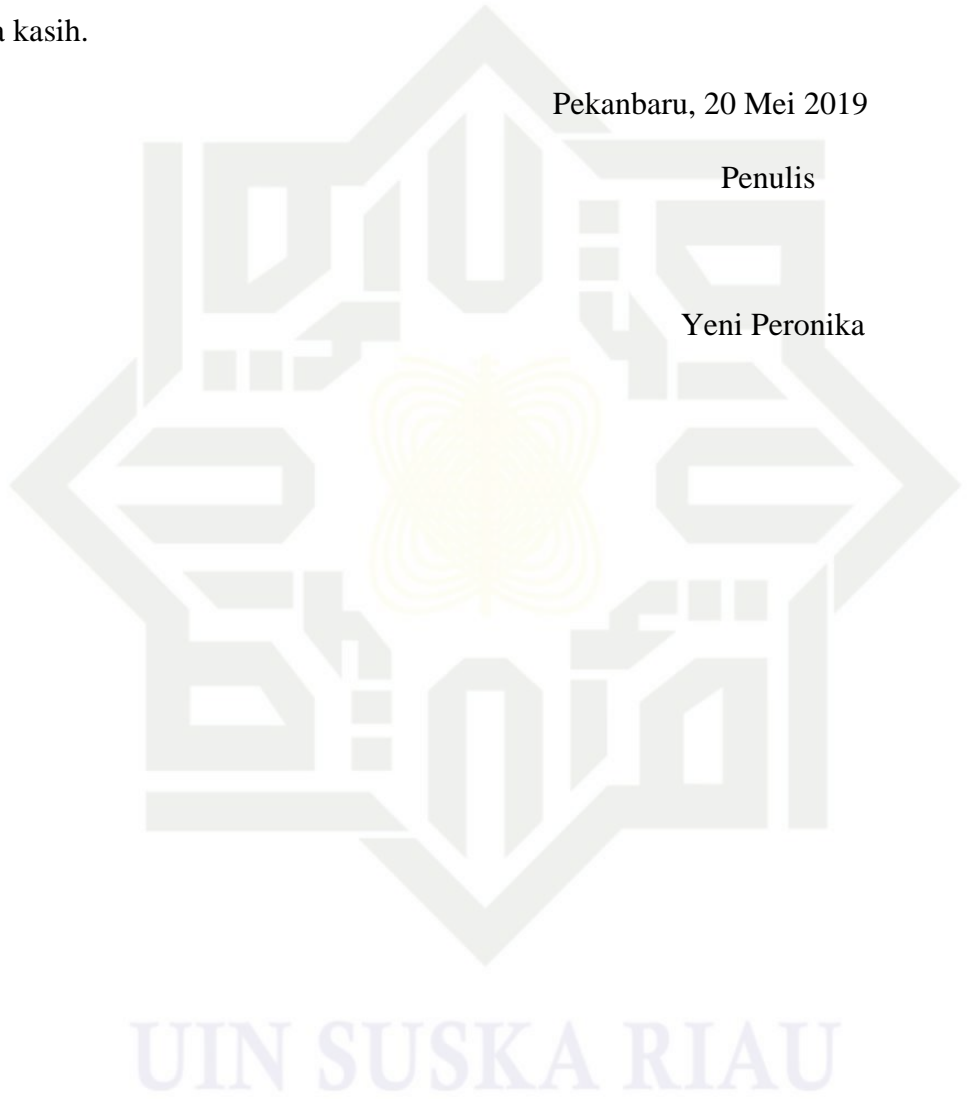 a kasih.
Pekanbaru, 20 Mei 2019
Penulis
Yeni Peronika
UIN SUSKA RIAU